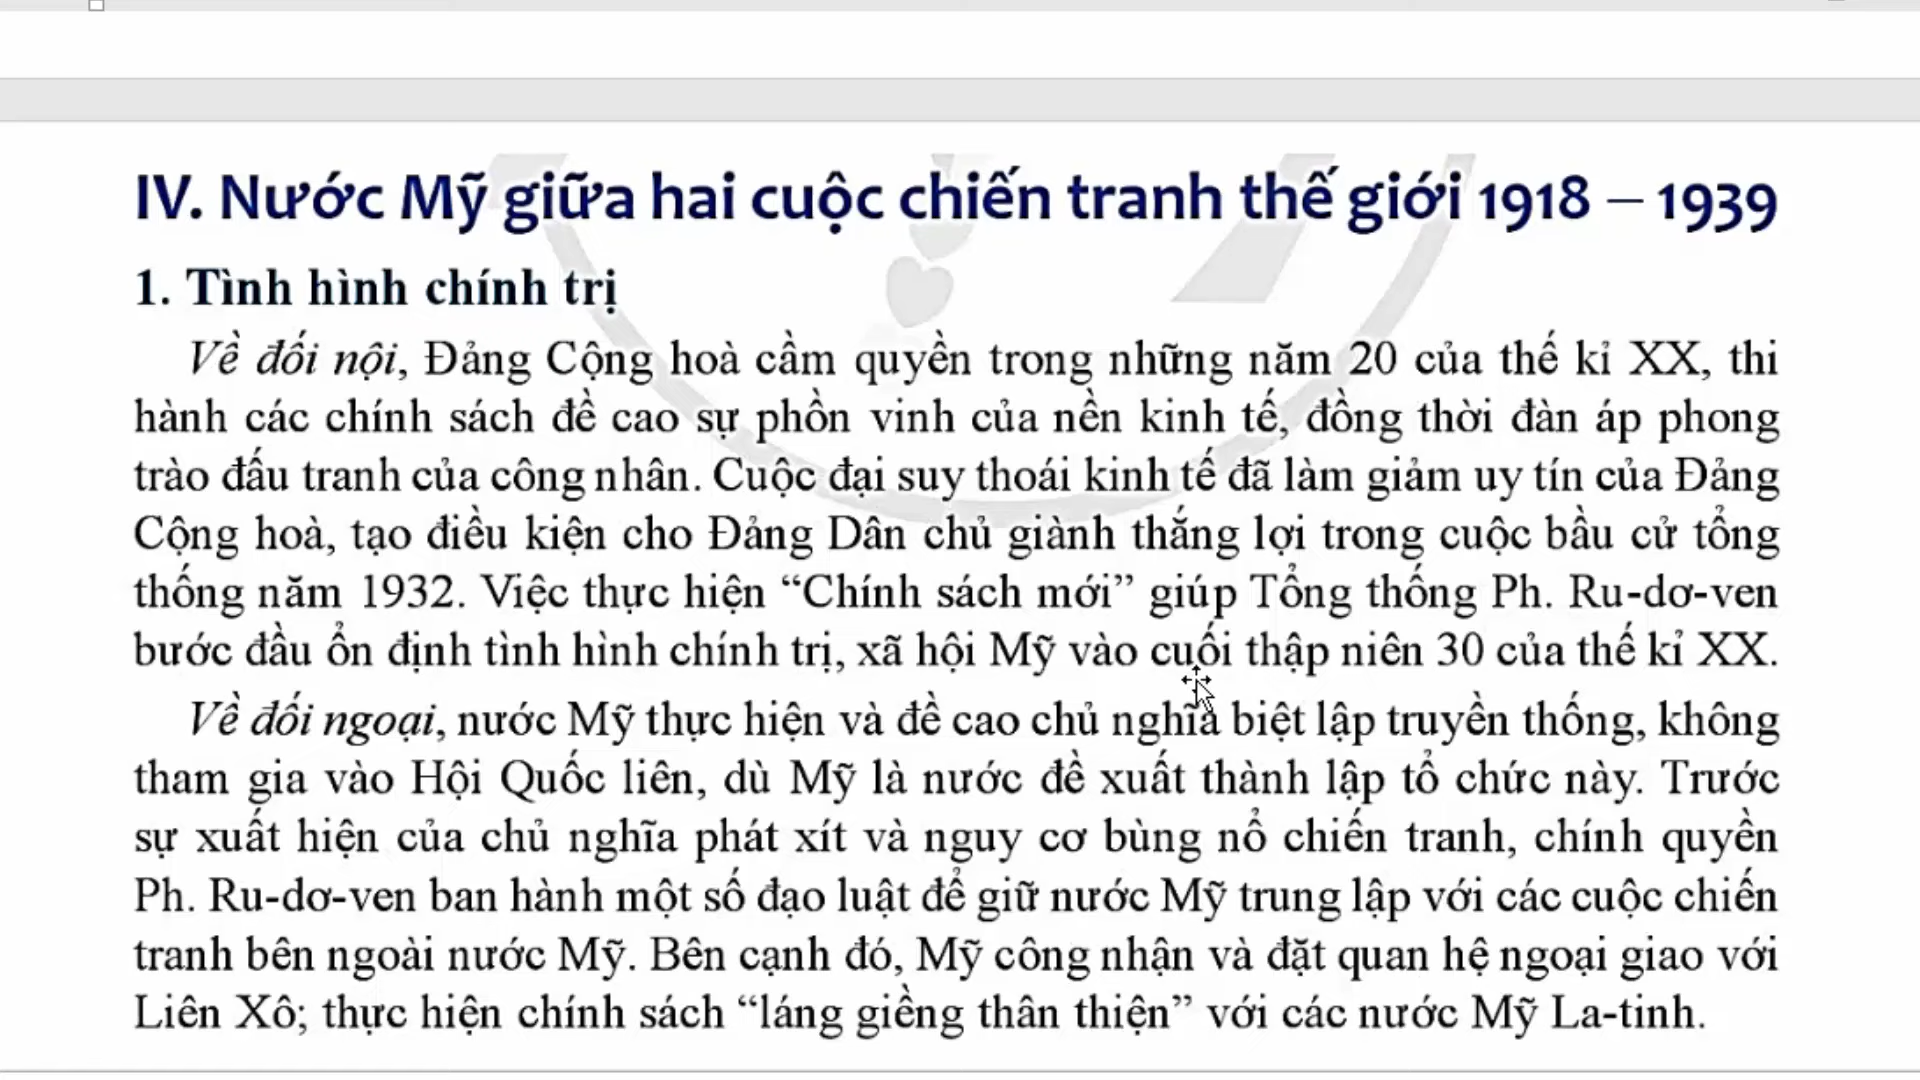 IV. Nước Mỹ giữa hai cuộc chiến tranh thế giới 1918 – 1939
1. Tình hình chính trị
Về đối nội, Đảng Cộng hoà cầm quyền trong những năm 20 của thế kỉ XX, thi
hành các chính sách đề cao sự phồn vinh của nền kinh tế, đồng thời đàn áp phong
trào đấu tranh của công nhân. Cuộc đại suy thoái kinh tế đã làm giảm uy tín của Đảng
Cộng hoà, tạo điều kiện cho Đảng Dân chủ giành thắng lợi trong cuộc bầu cử tổng
thống năm 1932. Việc thực hiện “Chính sách mới” giúp Tổng thống Ph. Ru-dơ-ven
bước đầu ổn định tình hình chính trị, xã hội Mỹ vào cuối thập niên 30 của thế kỉ XX.
Về đối ngoại, nước Mỹ thực hiện và đề cao chủ nghĩa biệt lập truyền thống, không
tham gia vào Hội Quốc liên, dù Mỹ là nước đề xuất thành lập tổ chức này. Trước
sự xuất hiện của chủ nghĩa phát xít và nguy cơ bùng nổ chiến tranh, chính quyền
Ph. Ru-dơ-ven ban hành một số đạo luật để giữ nước Mỹ trung lập với các cuộc chiến
tranh bên ngoài nước Mỹ. Bên cạnh đó, Mỹ công nhận và đặt quan hệ ngoại giao với
Liên Xô; thực hiện chính sách “láng giềng thân thiện” với các nước Mỹ La-tinh.